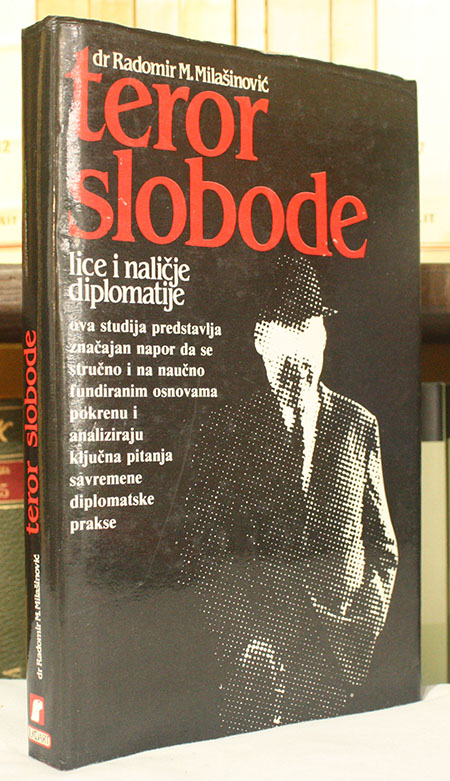 dr Radomir M. Milašinović
teror
slobode
lice i naličje
diplomatije
ova studija predstavlja
značajan napor da se
stručno i na naučno
fundiranim osnovama
pokrenu i
analiziraju
ključna pitanja
savremene
diplomatske
prakse
teror slobode
dr Radomir M. Milašinović